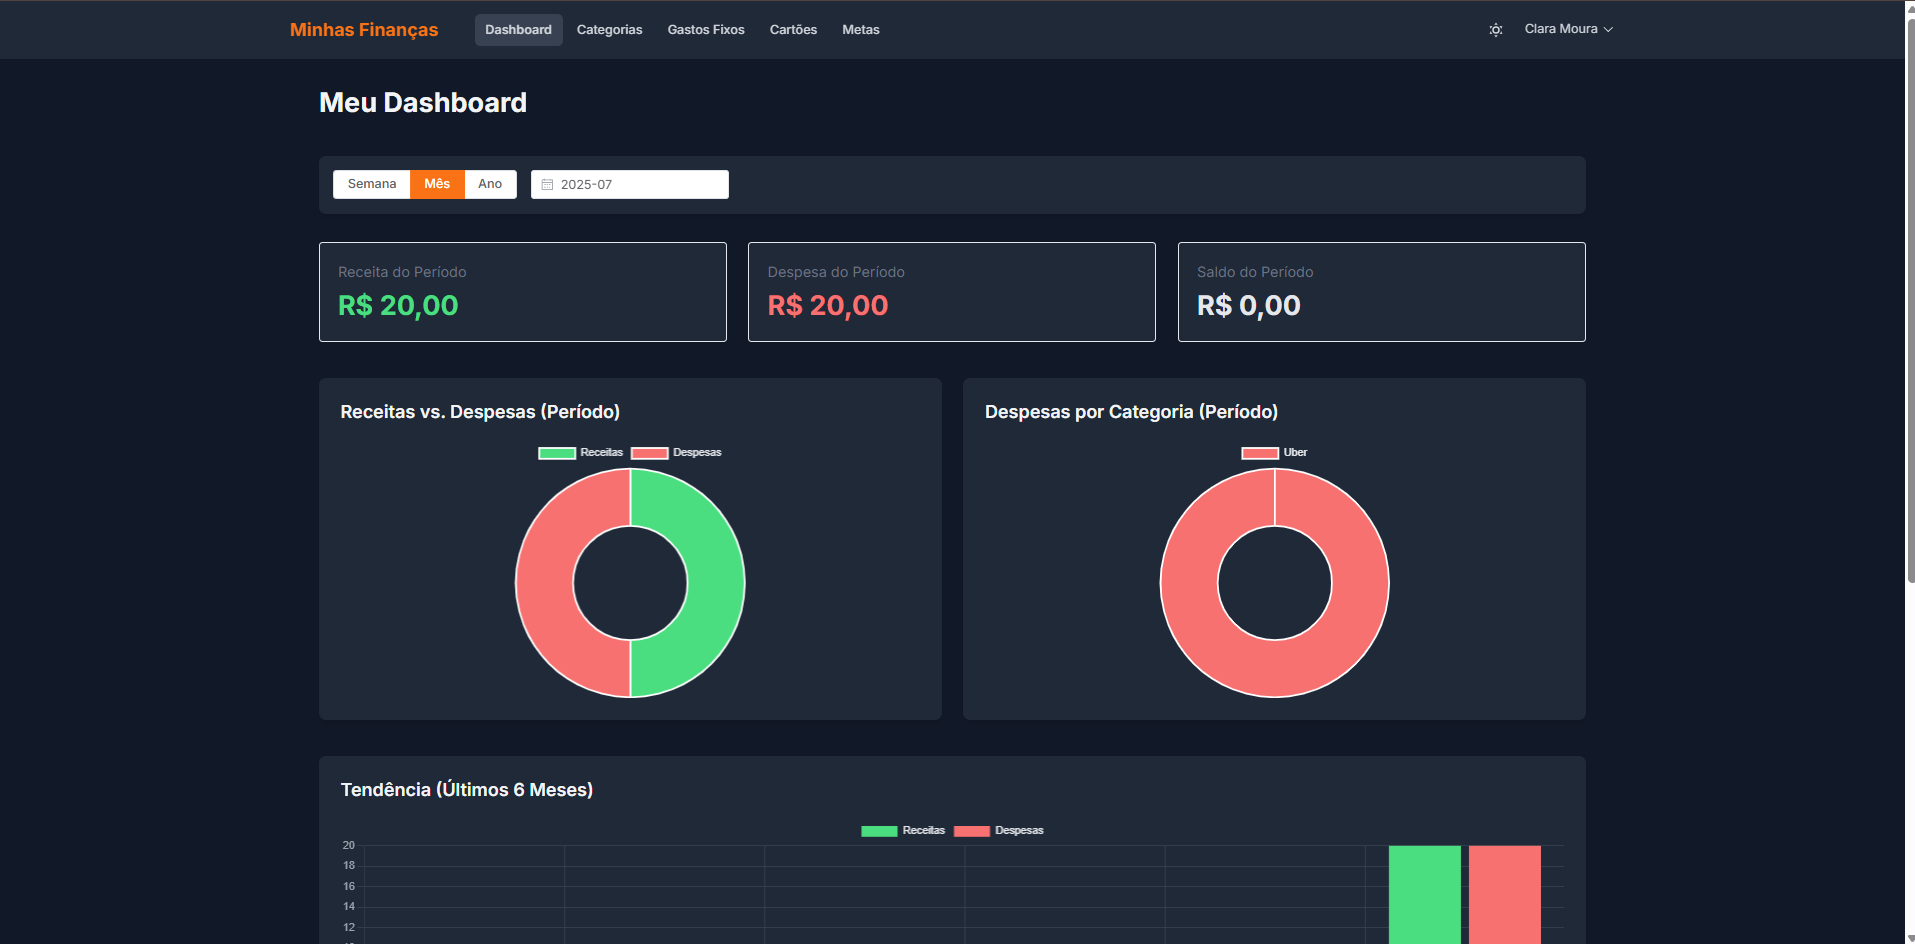 Minhas Finanças Dashboard Categorias Gastos Fixos Cartões Metas Clara Moura
Meu Dashboard
Semana Mês Ano 2025-07
Receita do Período
R$ 20,00
Despesa do Período
R$ 20,00
Saldo do Período
R$ 0,00
Receitas vs. Despesas (Período)
Receitas Despesas
Despesas por Categoria (Período)
Uber
Tendência (Últimos 6 Meses)
Receitas Despesas
20
18
16
14
12